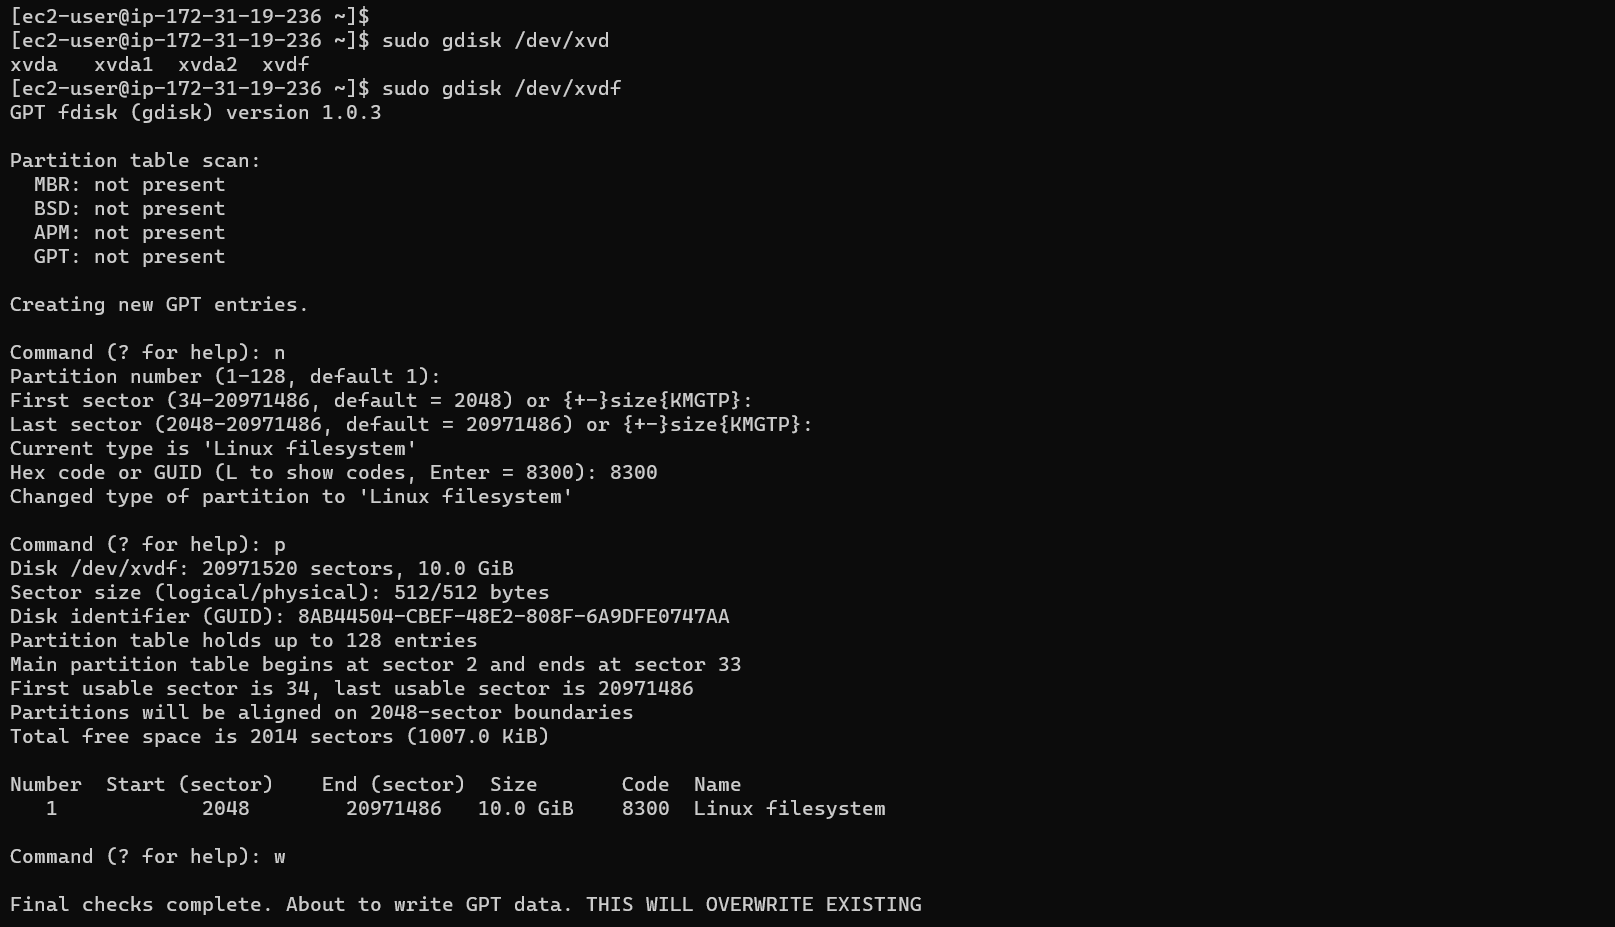 [ec2-user@ip-172-31-19-236 ~]$
[ec2-user@ip-172-31-19-236 ~]$ sudo gdisk /dev/xvd
xvda   xvda1  xvda2  xvdf
[ec2-user@ip-172-31-19-236 ~]$ sudo gdisk /dev/xvdf
GPT fdisk (gdisk) version 1.0.3

Partition table scan:
  MBR: not present
  BSD: not present
  APM: not present
  GPT: not present

Creating new GPT entries.

Command (? for help): n
Partition number (1-128, default 1):
First sector (34-20971486, default = 2048) or {+-}size{KMGTP}:
Last sector (2048-20971486, default = 20971486) or {+-}size{KMGTP}:
Current type is 'Linux filesystem'
Hex code or GUID (L to show codes, Enter = 8300): 8300
Changed type of partition to 'Linux filesystem'

Command (? for help): p
Disk /dev/xvdf: 20971520 sectors, 10.0 GiB
Sector size (logical/physical): 512/512 bytes
Disk identifier (GUID): 8AB44504-CBEF-48E2-808F-6A9DFE0747AA
Partition table holds up to 128 entries
Main partition table begins at sector 2 and ends at sector 33
First usable sector is 34, last usable sector is 20971486
Partitions will be aligned on 2048-sector boundaries
Total free space is 2014 sectors (1007.0 KiB)

Number  Start (sector)    End (sector)  Size       Code  Name
   1            2048        20971486   10.0 GiB    8300  Linux filesystem

Command (? for help): w

Final checks complete. About to write GPT data. THIS WILL OVERWRITE EXISTING